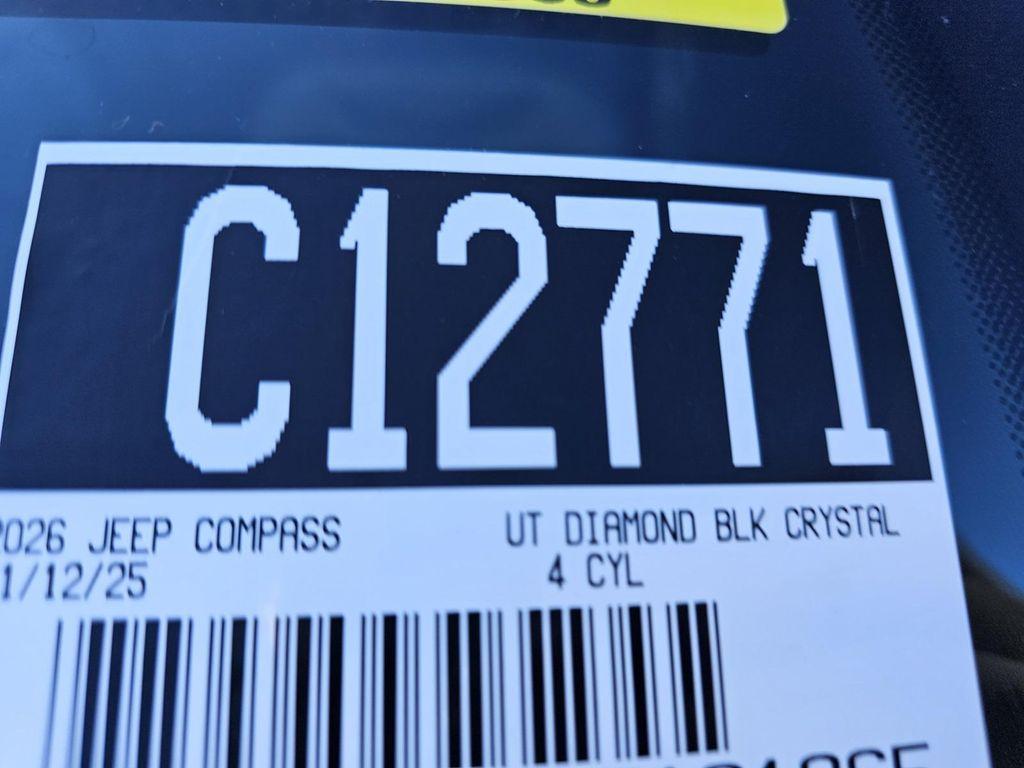 C12771
2026 JEEP COMPASS UT DIAMOND BLK CRYSTAL
1/12/25 4 CYL